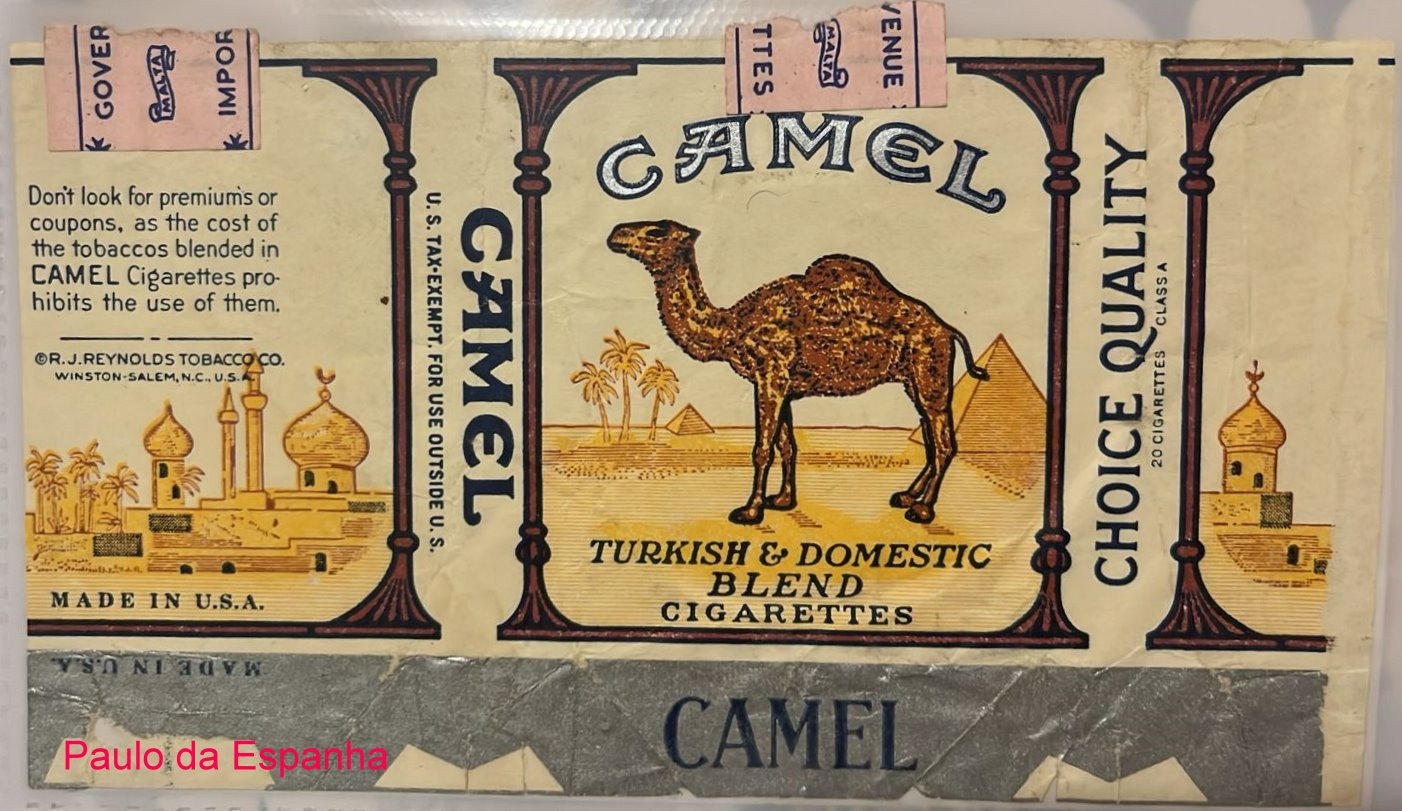 GOVER
MALTA
IMPOR
TTES
MALTA
VENUE
Don't look for premiums or
coupons, as the cost of
the tobaccos blended in
CAMEL Cigarettes pro-
hibits the use of them.
©R.J.REYNOLDS TOBACCO CO.
WINSTON-SALEM, N.C., U.S.A.
MADE IN U.S.A.
U.S. TAX-EXEMPT. FOR USE OUTSIDE U.S.
CAMEL
CAMEL
TURKISH & DOMESTIC
BLEND
CIGARETTES
CHOICE QUALITY
20 CIGARETTES CLASS A
MADE IN U.S.A.
CAMEL
Paulo da Espanha